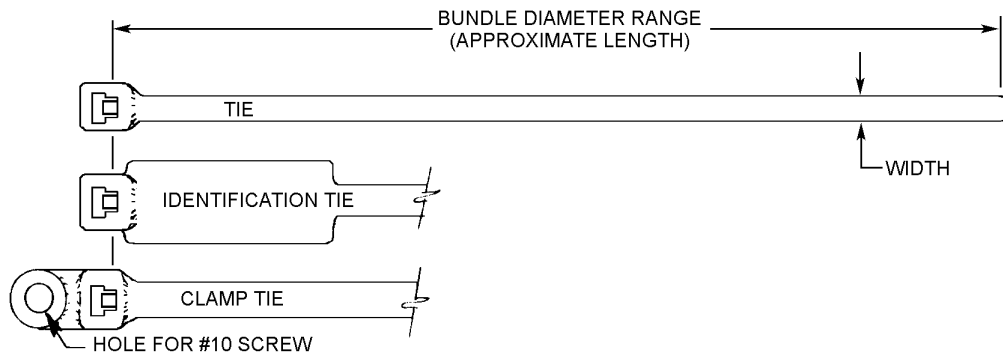 BUNDLE DIAMETER RANGE
(APPROXIMATE LENGTH)
TIE
WIDTH
IDENTIFICATION TIE
CLAMP TIE
HOLE FOR #10 SCREW